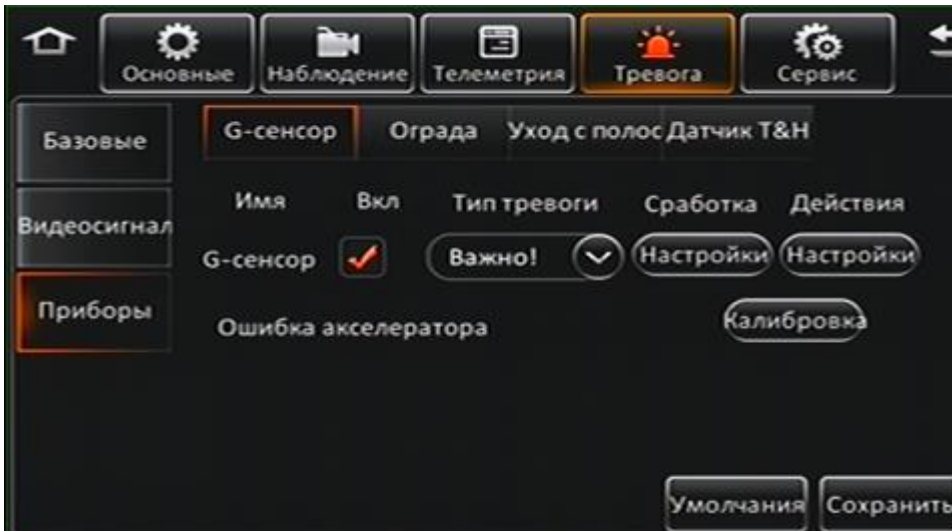 Основные Наблюдение Телеметрия Тревога Сервис
Базовые
Видеосигнал
Приборы
G-сенсор Ограда Уход с полос Датчик T&H
Имя Вкл Тип тревоги Сработка Действия
G-сенсор Важно! Настройки Настройки
Ошибка акселератора Калибровка
Умолчания Сохранить